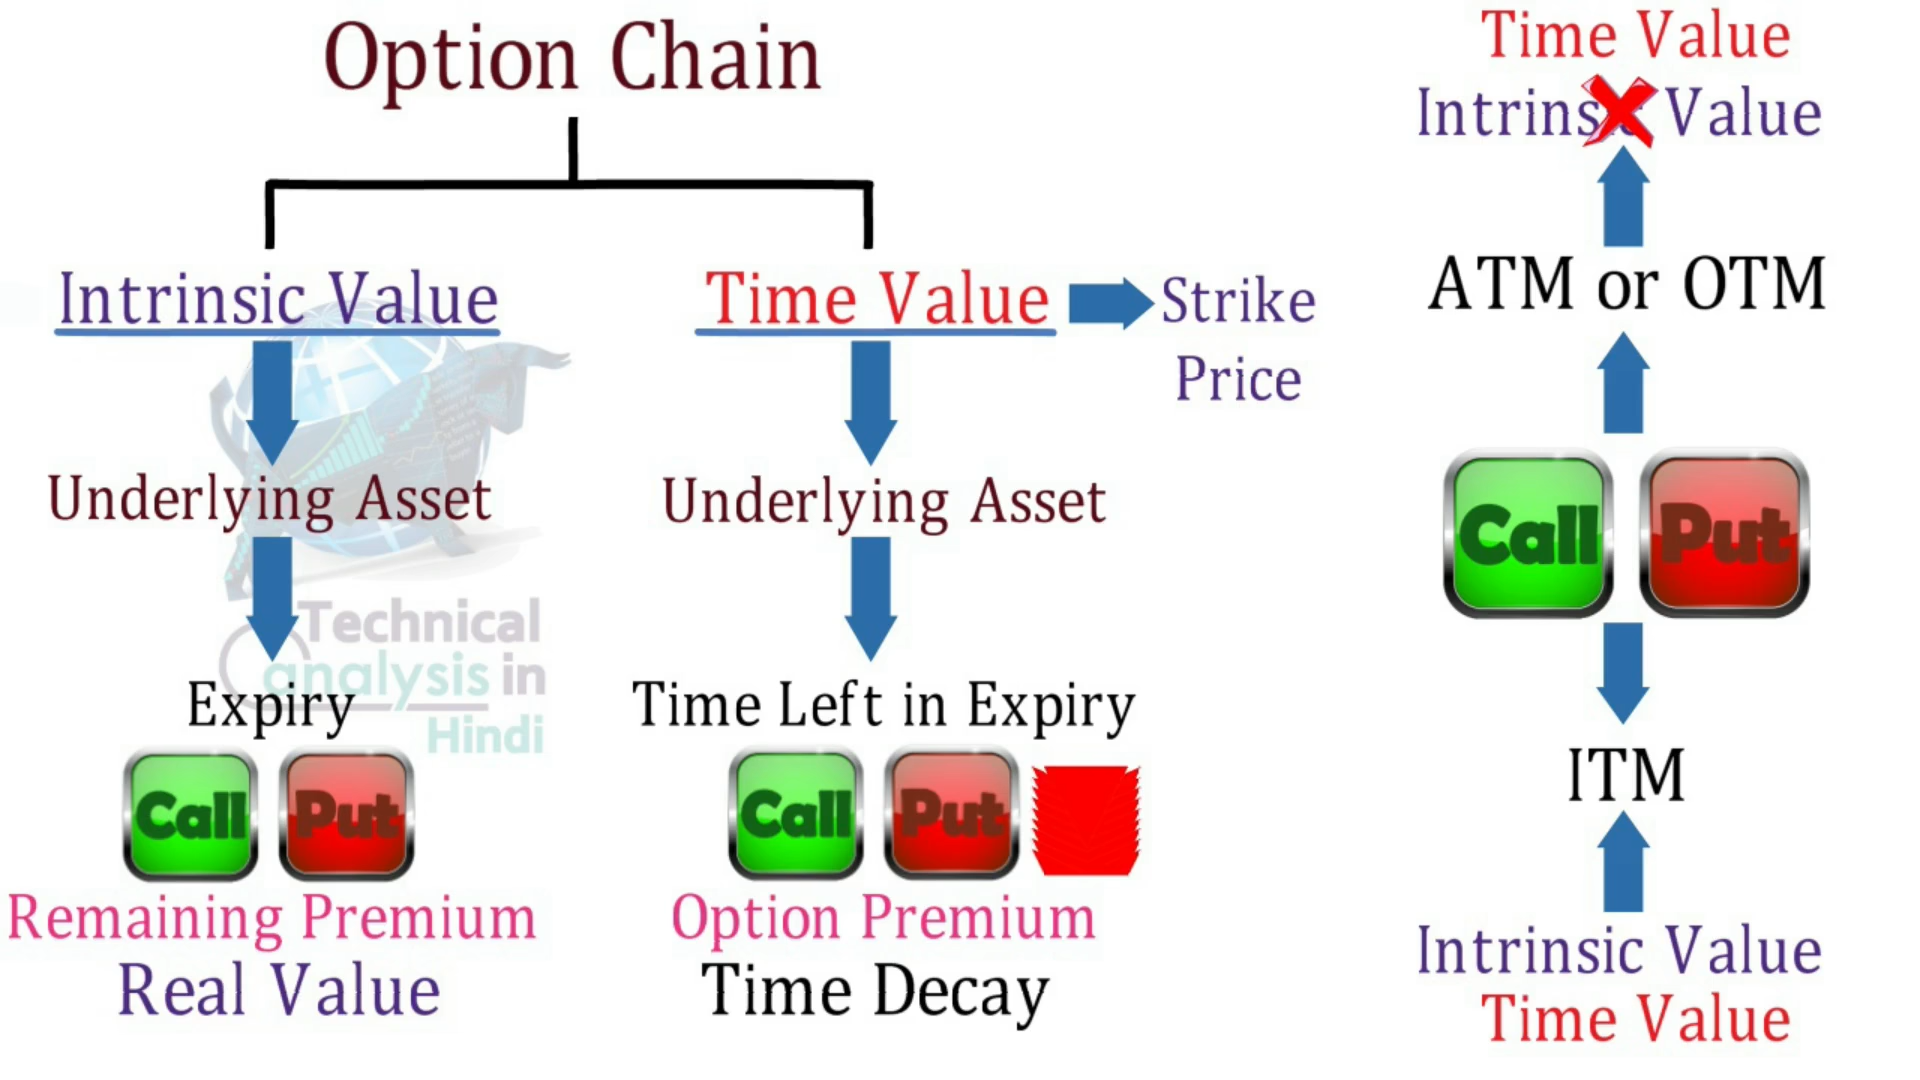 Option Chain
Intrinsic Value
Underlying Asset
Expiry
Call
Put
Remaining Premium
Real Value
Technical
analysis in
Hindi
Time Value
Strike
Price
Underlying Asset
Time Left in Expiry
Call
Put
Option Premium
Time Decay
Time Value
Intrinsic Value
ATM or OTM
Call
Put
ITM
Intrinsic Value
Time Value